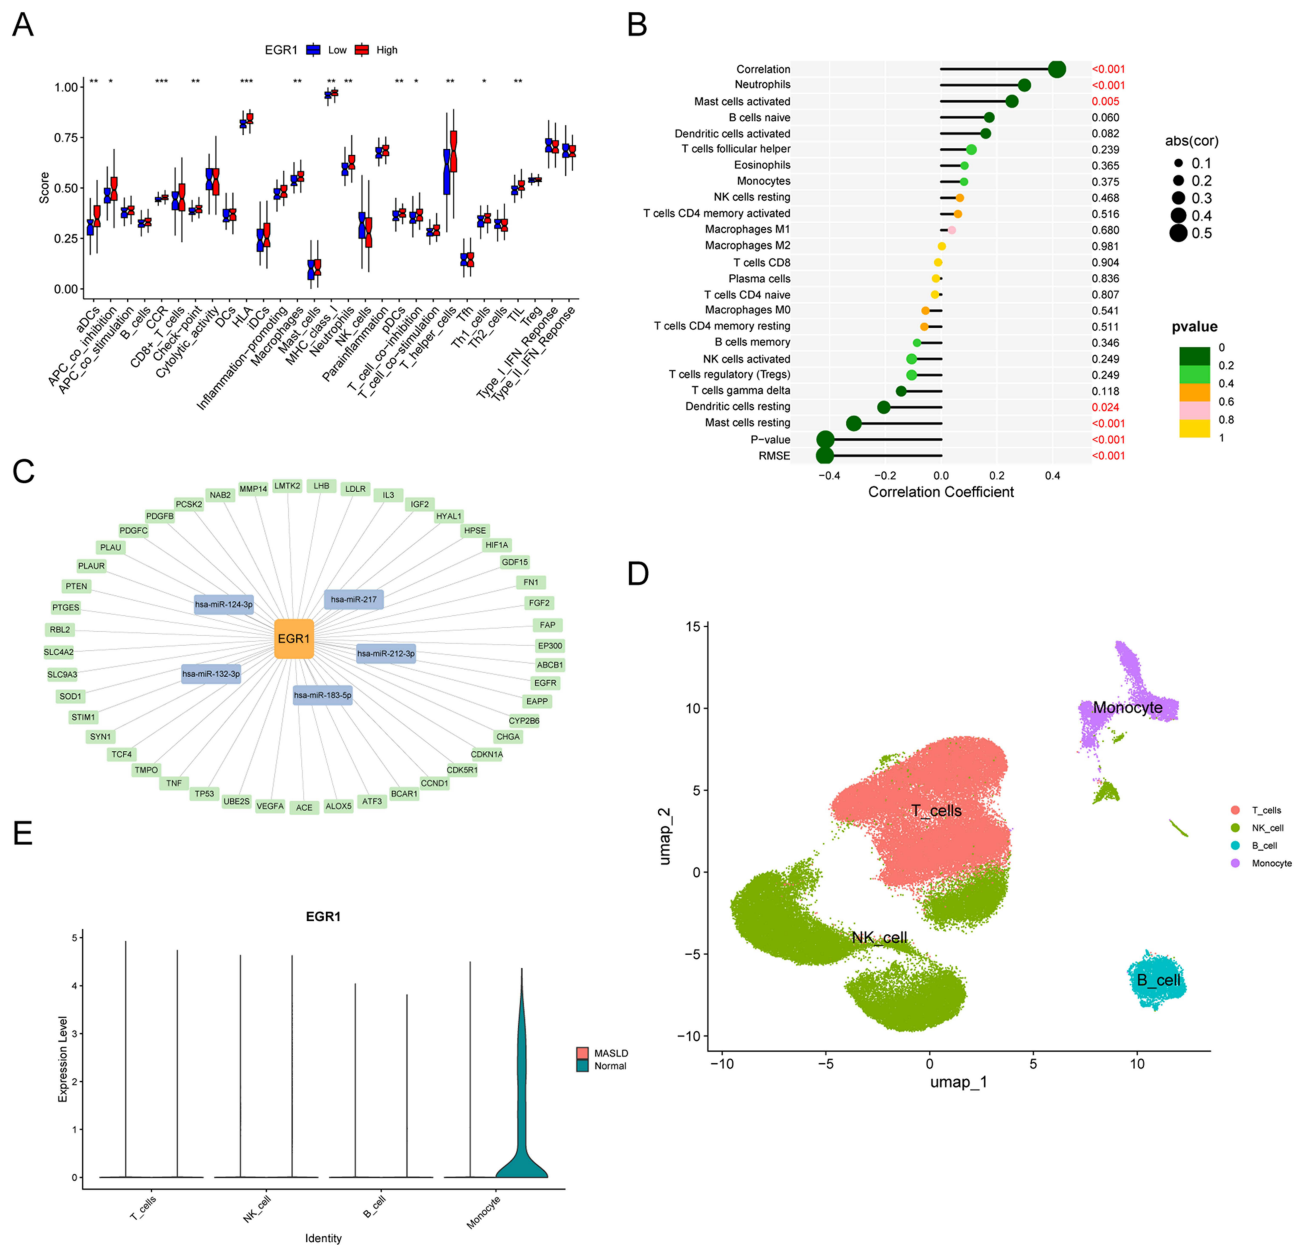 A
EGR1 Low High
** * *** ** *** ** ** ** ** * ** * **
Score
1.00
0.75
0.50
0.25
0.00
aDCs
APC_co_inhibition
APC_co_stimulation
B_cells
CCR
CD8+_T_cells
Check−point
Cytolytic_activity
DCs
HLA
iDCs
Inflammation−promoting
Macrophages
Mast_cells
MHC_class_I
Neutrophils
NK_cells
Parainflammation
pDCs
T_cell_co−inhibition
T_cell_co−stimulation
T_helper_cells
Tfh
Th1_cells
Th2_cells
TIL
Treg
Type_I_IFN_Reponse
Type_II_IFN_Reponse
B
Correlation <0.001
Neutrophils <0.001
Mast cells activated 0.005
B cells naive 0.060
Dendritic cells activated 0.082
T cells follicular helper 0.239
Eosinophils 0.365
Monocytes 0.375
NK cells resting 0.468
T cells CD4 memory activated 0.516
Macrophages M1 0.680
Macrophages M2 0.981
T cells CD8 0.904
Plasma cells 0.836
T cells CD4 naive 0.807
Macrophages M0 0.541
T cells CD4 memory resting 0.511
B cells memory 0.346
NK cells activated 0.249
T cells regulatory (Tregs) 0.249
T cells gamma delta 0.118
Dendritic cells resting 0.024
Mast cells resting <0.001
P−value <0.001
RMSE <0.001
−0.4 −0.2 0.0 0.2 0.4
Correlation Coefficient
abs(cor)
0.1
0.2
0.3
0.4
0.5
pvalue
0
0.2
0.4
0.6
0.8
1
C
LMTK2
LHB
LDLR
IL3
IGF2
HYAL1
HPSE
HIF1A
GDF15
FN1
FGF2
FAP
EP300
ABCB1
EGFR
EAPP
CYP2B6
CHGA
CDKN1A
CDK5R1
CCND1
BCAR1
ATF3
ALOX5
ACE
VEGFA
UBE2S
TP53
TNF
TMPO
TCF4
SYN1
STIM1
SOD1
SLC9A3
SLC4A2
RBL2
PTGES
PTEN
PLAUR
PLAU
PDGFC
PDGFB
PCSK2
NAB2
MMP14
hsa-miR-124-3p
hsa-miR-217
EGR1
hsa-miR-212-3p
hsa-miR-132-3p
hsa-miR-183-5p
D
umap_2
15
10
5
0
−5
−10
Monocyte
T_cells
NK_cell
B_cell
−10 −5 0 5 10
umap_1
T_cells
NK_cell
B_cell
Monocyte
E
EGR1
Expression Level
5
4
3
2
1
0
T_cells
NK_cell
B_cell
Monocyte
Identity
MASLD
Normal